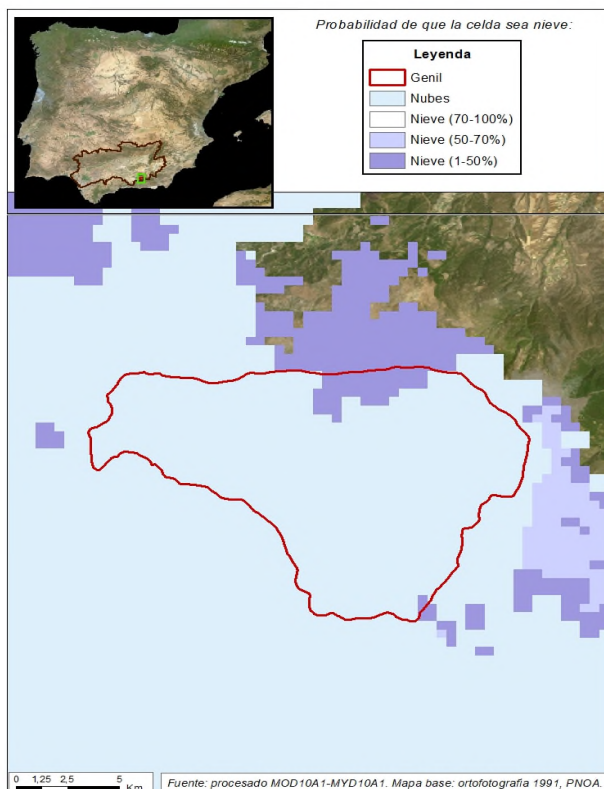 Probabilidad de que la celda sea nieve:
Leyenda
Genil
Nubes
Nieve (70-100%)
Nieve (50-70%)
Nieve (1-50%)
0 1,25 2,5 5
Km
Fuente: procesado MOD10A1-MYD10A1. Mapa base: ortofotografía 1991, PNOA.